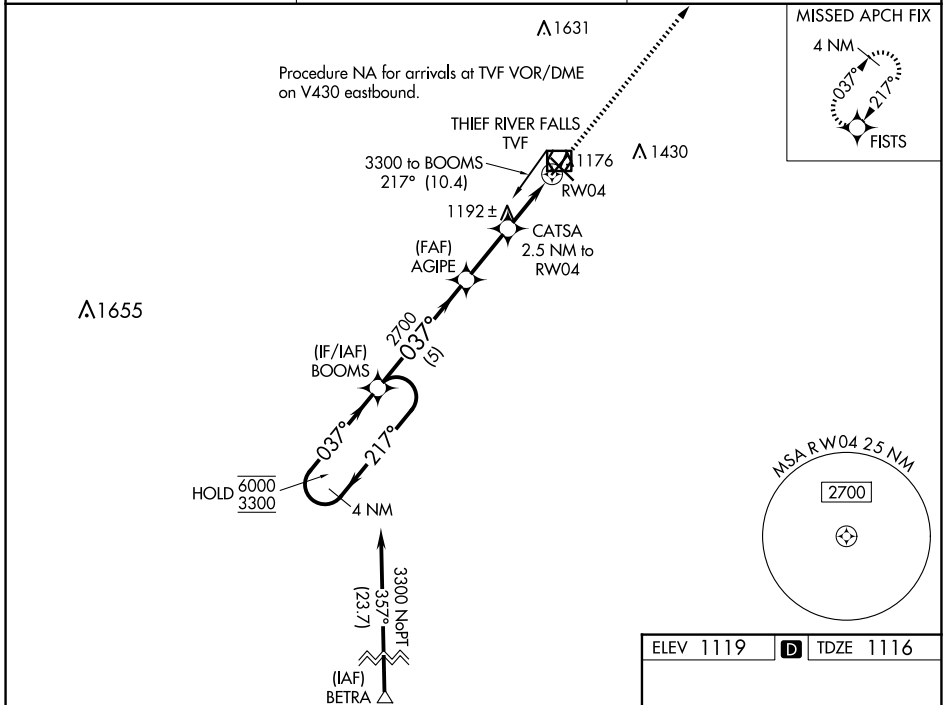 MISSED APCH FIX
4 NM
037°
217°
FISTS
1631
Procedure NA for arrivals at TVF VOR/DME
on V430 eastbound.
THIEF RIVER FALLS
TVF
1176
1430
3300 to BOOMS
217° (10.4)
RW04
1192 ±
CATSA
2.5 NM to
RW04
(FAF)
AGIPE
1655
2700
037°
(5)
(IF/IAF)
BOOMS
037°
217°
HOLD 6000
3300
4 NM
MSA RW04 25 NM
2700
3300 NoPT
357°
(23.7)
(IAF)
BETRA
ELEV 1119 D TDZE 1116